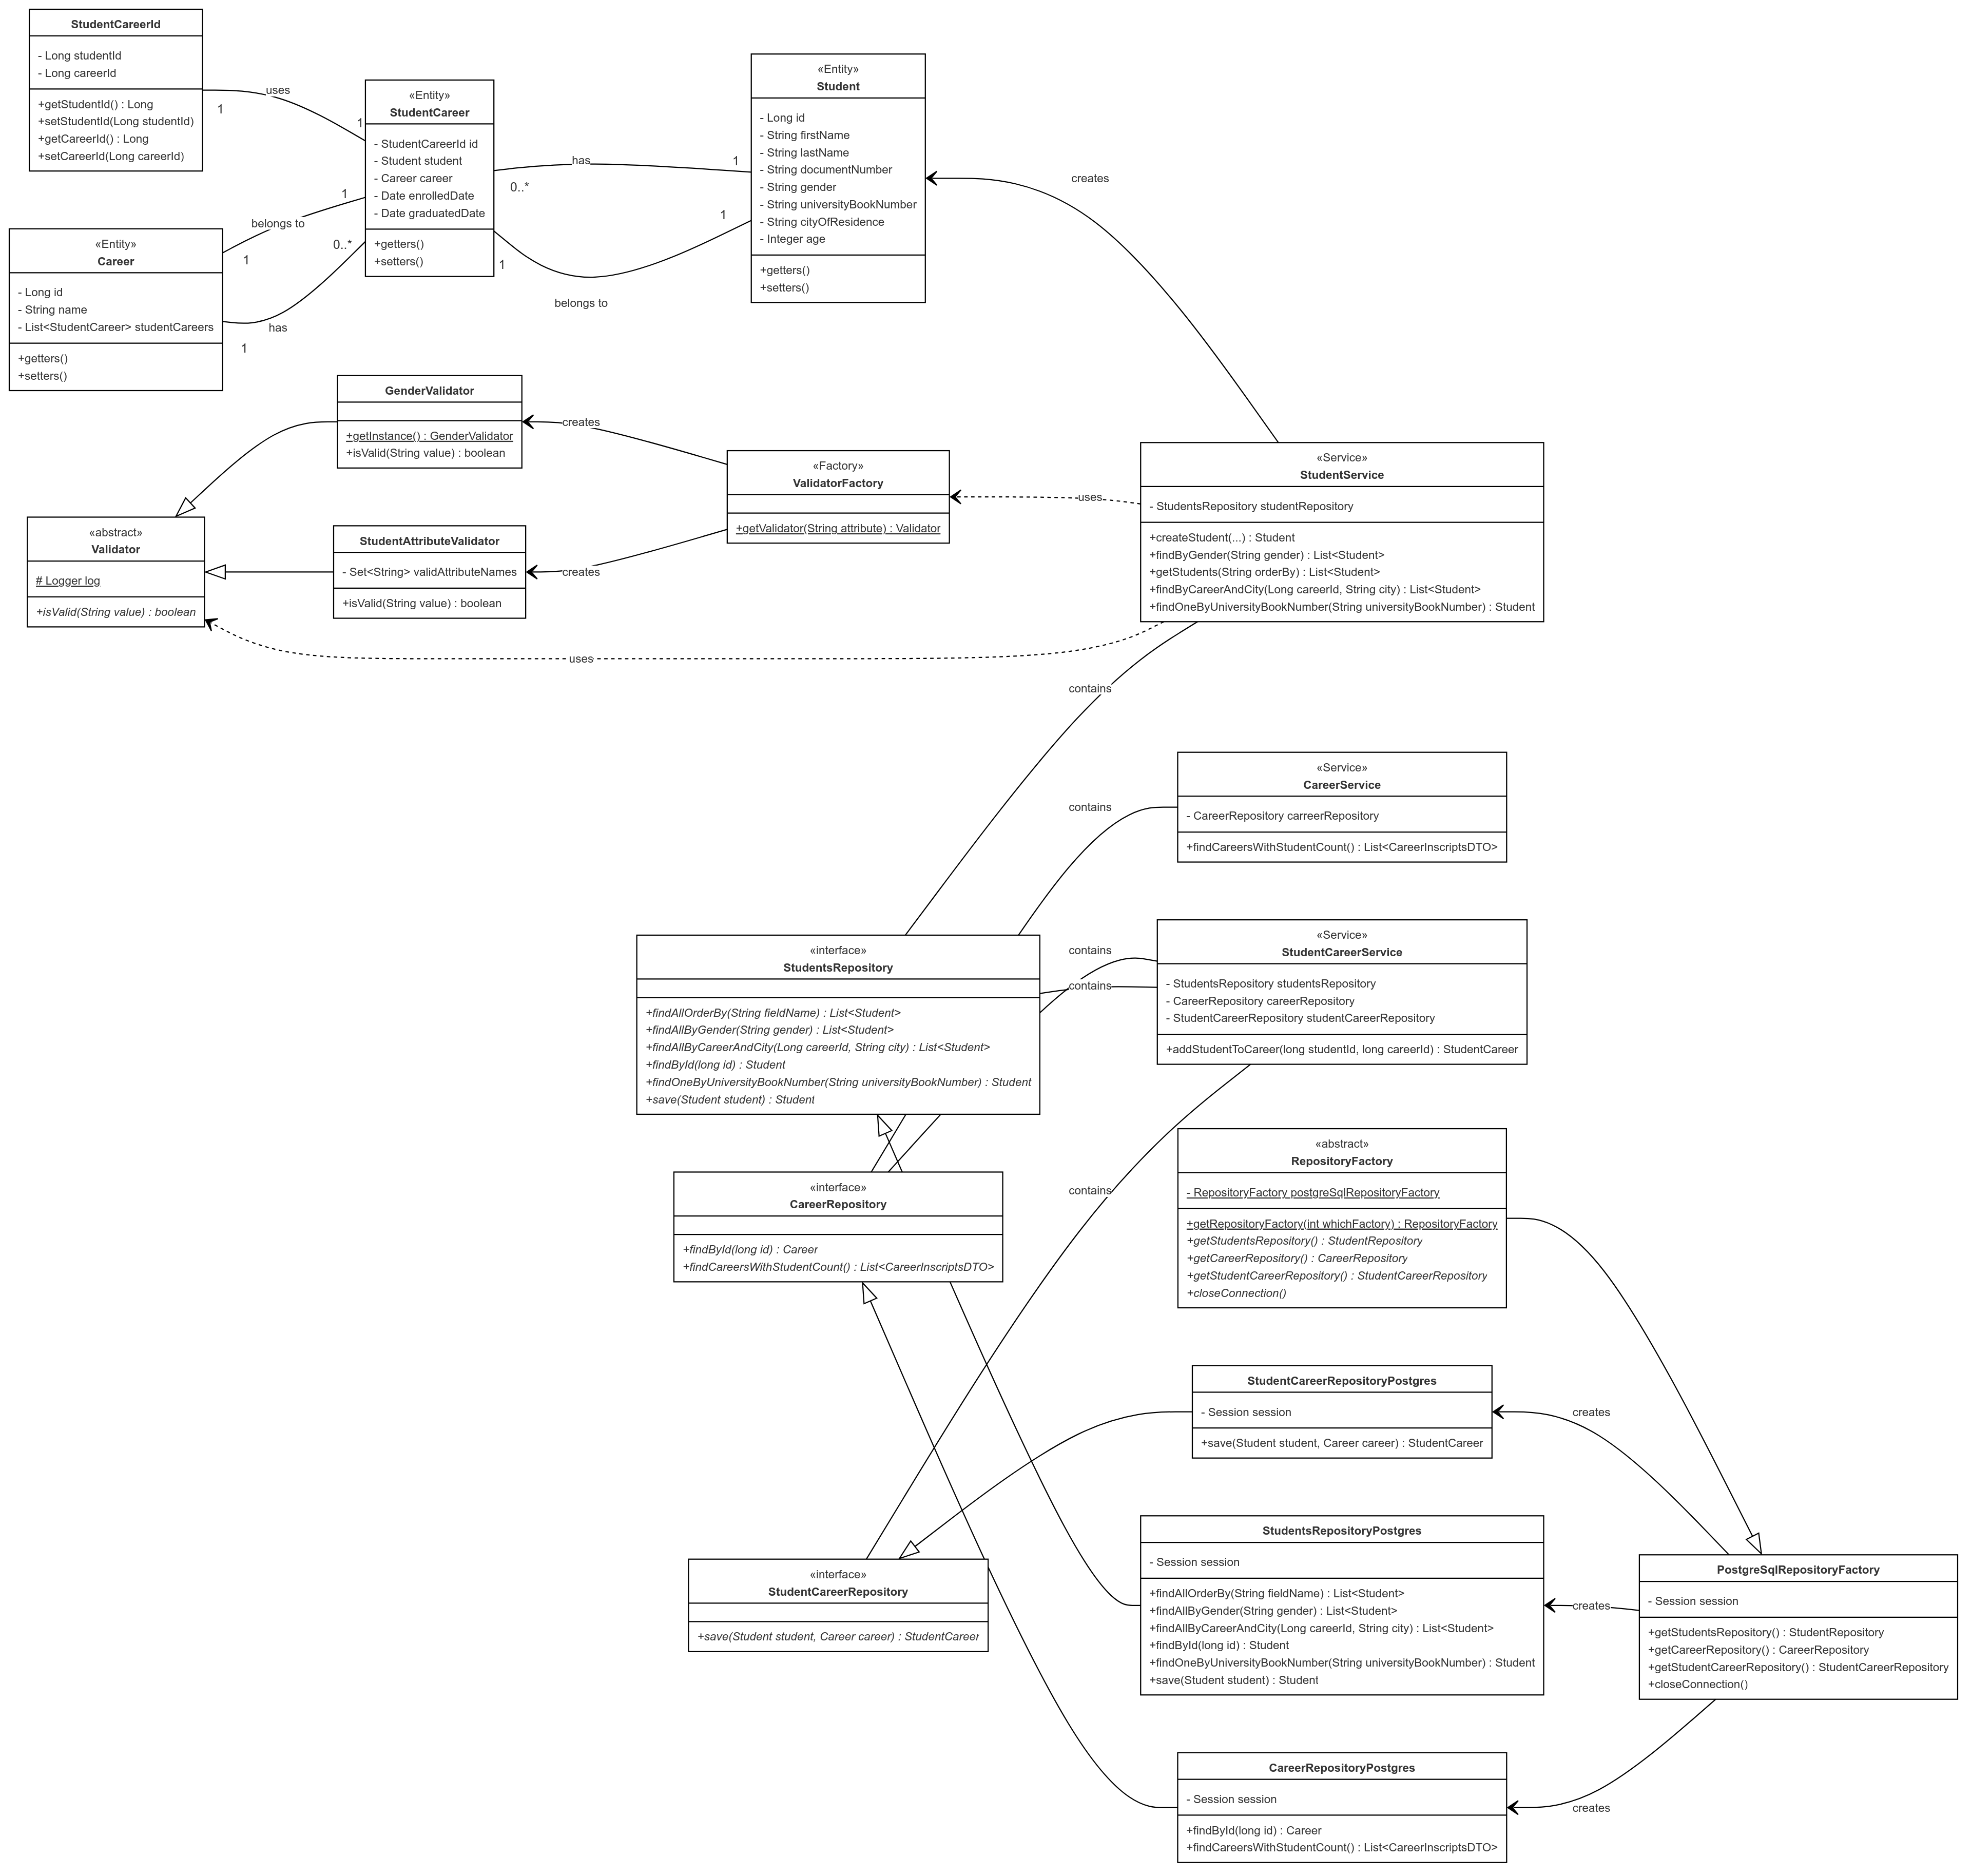 StudentCareerId
- Long studentId
- Long careerId
+getStudentId() : Long
+setStudentId(Long studentId)
+getCareerId() : Long
+setCareerId(Long careerId)
uses
1
1
«Entity»
StudentCareer
- StudentCareerId id
- Student student
- Career career
- Date enrolledDate
- Date graduatedDate
+getters()
+setters()
has
0..*
1
belongs to
1
1
«Entity»
Student
- Long id
- String firstName
- String lastName
- String documentNumber
- String gender
- String universityBookNumber
- String cityOfResidence
- Integer age
+getters()
+setters()
creates
«Entity»
Career
- Long id
- String name
- List<StudentCareer> studentCareers
+getters()
+setters()
belongs to
1
1
has
0..*
1
GenderValidator
+getInstance() : GenderValidator
+isValid(String value) : boolean
creates
«Factory»
ValidatorFactory
+getValidator(String attribute) : Validator
uses
«Service»
StudentService
- StudentsRepository studentRepository
+createStudent(...) : Student
+findByGender(String gender) : List<Student>
+getStudents(String orderBy) : List<Student>
+findByCareerAndCity(Long careerId, String city) : List<Student>
+findOneByUniversityBookNumber(String universityBookNumber) : Student
«abstract»
Validator
# Logger log
+isValid(String value) : boolean
StudentAttributeValidator
- Set<String> validAttributeNames
+isValid(String value) : boolean
creates
uses
contains
«Service»
CareerService
- CareerRepository carreerRepository
+findCareersWithStudentCount() : List<CareerInscriptsDTO>
contains
«interface»
StudentsRepository
+findAllOrderBy(String fieldName) : List<Student>
+findAllByGender(String gender) : List<Student>
+findAllByCareerAndCity(Long careerId, String city) : List<Student>
+findById(long id) : Student
+findOneByUniversityBookNumber(String universityBookNumber) : Student
+save(Student student) : Student
contains
contains
«Service»
StudentCareerService
- StudentsRepository studentsRepository
- CareerRepository careerRepository
- StudentCareerRepository studentCareerRepository
+addStudentToCareer(long studentId, long careerId) : StudentCareer
«interface»
CareerRepository
+findById(long id) : Career
+findCareersWithStudentCount() : List<CareerInscriptsDTO>
contains
«abstract»
RepositoryFactory
- RepositoryFactory postgreSqlRepositoryFactory
+getRepositoryFactory(int whichFactory) : RepositoryFactory
+getStudentsRepository() : StudentRepository
+getCareerRepository() : CareerRepository
+getStudentCareerRepository() : StudentCareerRepository
+closeConnection()
StudentCareerRepositoryPostgres
- Session session
+save(Student student, Career career) : StudentCareer
creates
«interface»
StudentCareerRepository
+save(Student student, Career career) : StudentCareer
StudentsRepositoryPostgres
- Session session
+findAllOrderBy(String fieldName) : List<Student>
+findAllByGender(String gender) : List<Student>
+findAllByCareerAndCity(Long careerId, String city) : List<Student>
+findById(long id) : Student
+findOneByUniversityBookNumber(String universityBookNumber) : Student
+save(Student student) : Student
creates
PostgreSqlRepositoryFactory
- Session session
+getStudentsRepository() : StudentRepository
+getCareerRepository() : CareerRepository
+getStudentCareerRepository() : StudentCareerRepository
+closeConnection()
CareerRepositoryPostgres
- Session session
+findById(long id) : Career
+findCareersWithStudentCount() : List<CareerInscriptsDTO>
creates